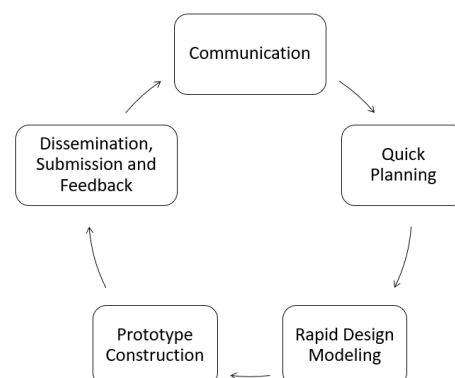 Communication
Quick
Planning
Rapid Design
Modeling
Prototype
Construction
Dissemination,
Submission and
Feedback